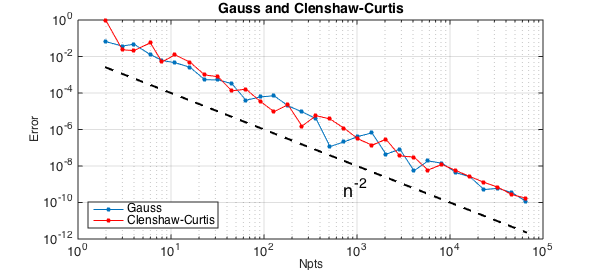 Gauss and Clenshaw-Curtis
10^0
10^-2
10^-4
10^-6
10^-8
10^-10
10^-12
Error
n^-2
Gauss
Clenshaw-Curtis
10^0 10^1 10^2 10^3 10^4 10^5
Npts